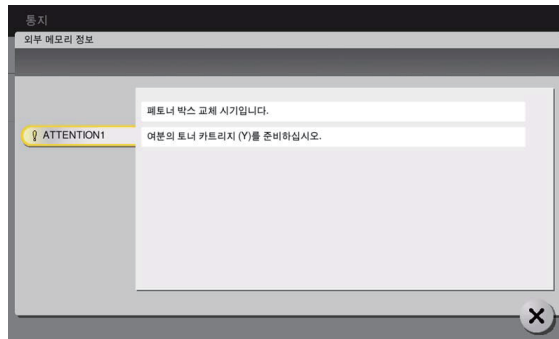 통지
외부 메모리 정보
폐토너 박스 교체 시기입니다.
ATTENTION1
여분의 토너 카트리지 (Y)를 준비하십시오.